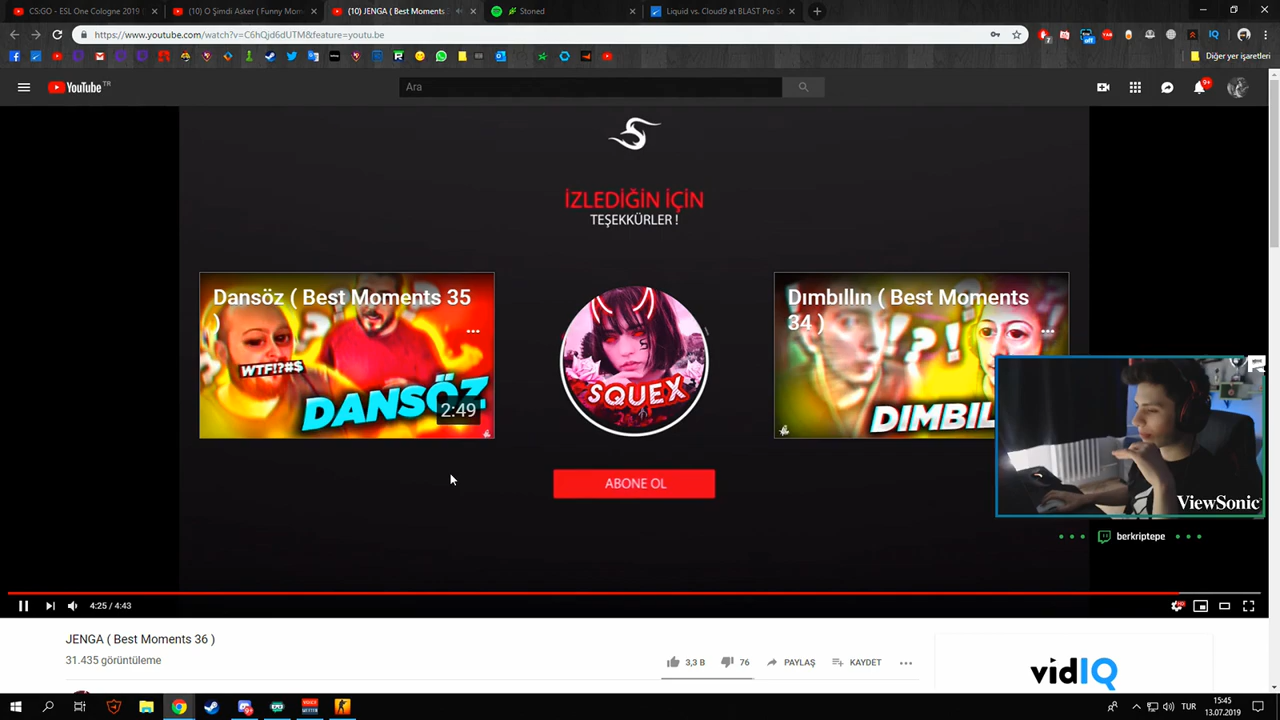 CS:GO - ESL One Cologne 2019 (
(10) O Şimdi Asker ( Funny Mom
(10) JENGA ( Best Moments
Stoned
Liquid vs. Cloud9 at BLAST Pro Se
https://www.youtube.com/watch?v=C6hQjd6dUTM&feature=youtu.be
Diğer yer işaretleri
YouTube TR
Ara
9+
İZLEDİĞİN İÇİN
TEŞEKKÜRLER !
Dansöz ( Best Moments 35
)
WTF!?#$
DANSÖZ
2:49
SQUEX
Dımbıllın ( Best Moments
34 )
!?
DIMBIL
ABONE OL
ViewSonic
berkriptepe
4:25 / 4:43
HD
JENGA ( Best Moments 36 )
31.435 görüntüleme
3,3 B
76
PAYLAŞ
KAYDET
vidIQ
TUR
15:45
13.07.2019